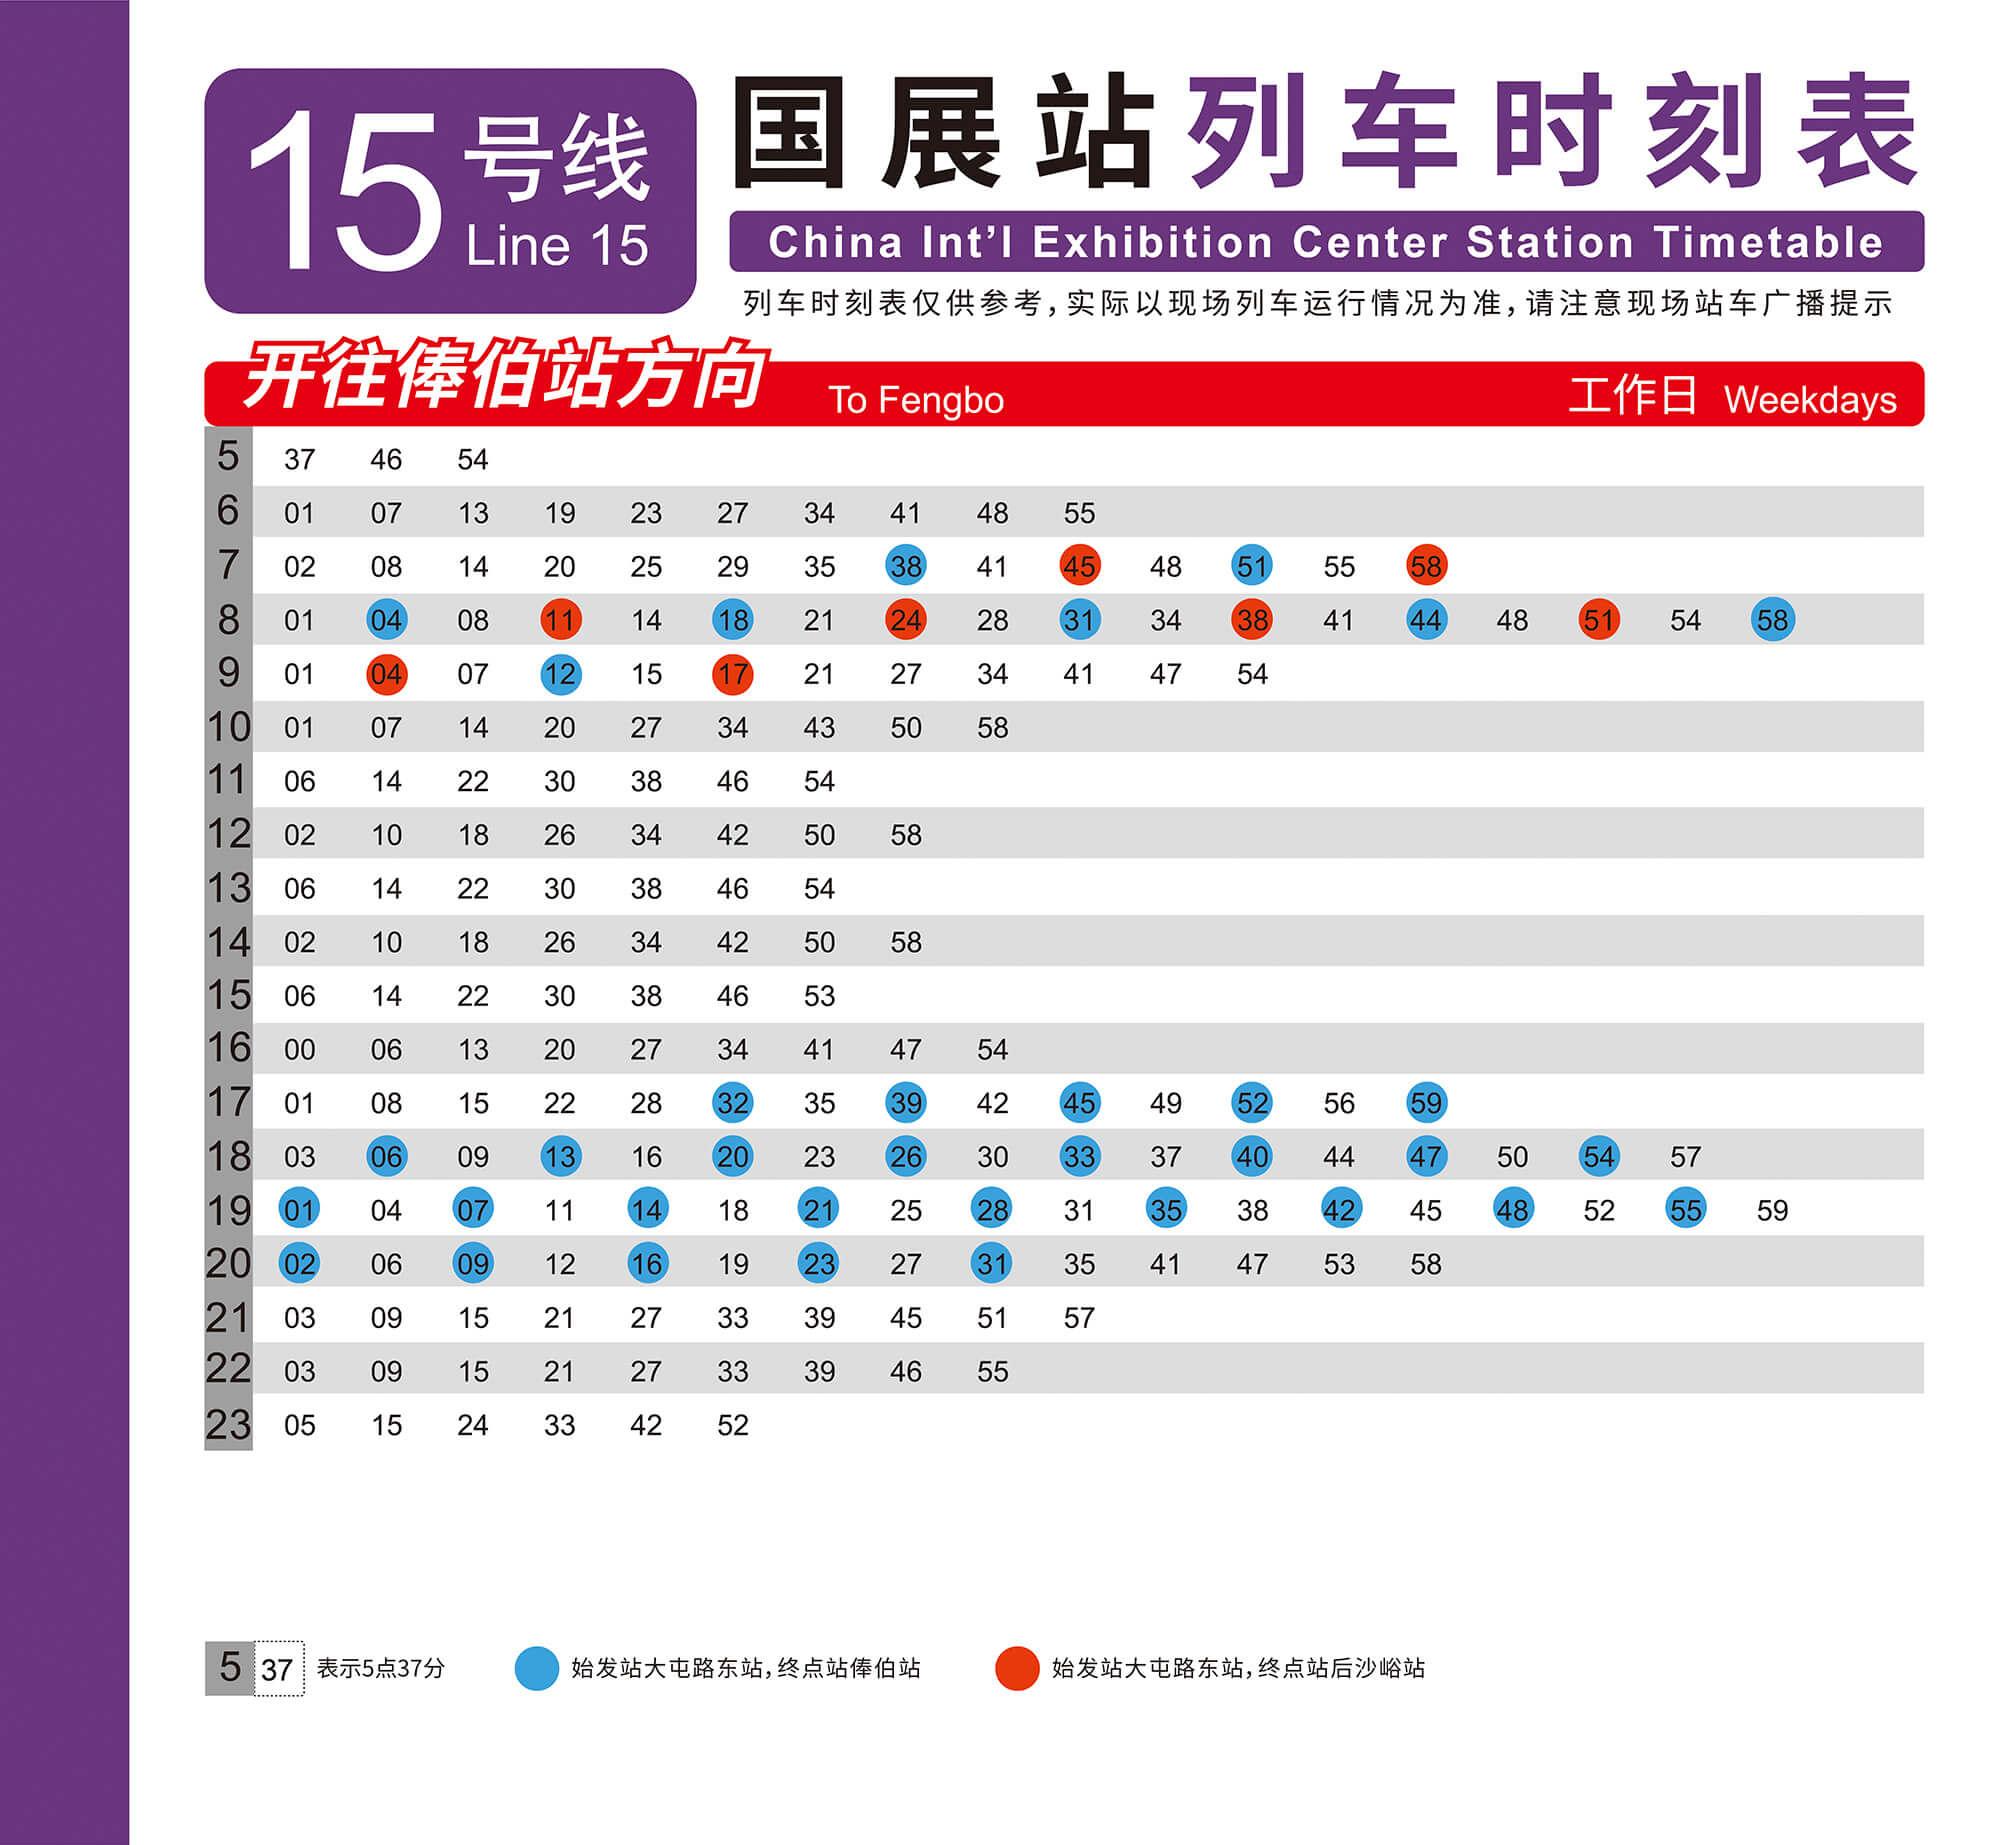 15号线
Line 15
国展站列车时刻表
China Int’l Exhibition Center Station Timetable
列车时刻表仅供参考,实际以现场列车运行情况为准,请注意现场站车广播提示
开往俸伯站方向 To Fengbo 工作日 Weekdays
5 37 46 54
6 01 07 13 19 23 27 34 41 48 55
7 02 08 14 20 25 29 35 38 41 45 48 51 55 58
8 01 04 08 11 14 18 21 24 28 31 34 38 41 44 48 51 54 58
9 01 04 07 12 15 17 21 27 34 41 47 54
10 01 07 14 20 27 34 43 50 58
11 06 14 22 30 38 46 54
12 02 10 18 26 34 42 50 58
13 06 14 22 30 38 46 54
14 02 10 18 26 34 42 50 58
15 06 14 22 30 38 46 53
16 00 06 13 20 27 34 41 47 54
17 01 08 15 22 28 32 35 39 42 45 49 52 56 59
18 03 06 09 13 16 20 23 26 30 33 37 40 44 47 50 54 57
19 01 04 07 11 14 18 21 25 28 31 35 38 42 45 48 52 55 59
20 02 06 09 12 16 19 23 27 31 35 41 47 53 58
21 03 09 15 21 27 33 39 45 51 57
22 03 09 15 21 27 33 39 46 55
23 05 15 24 33 42 52
5 37 表示5点37分 始发站大屯路东站,终点站俸伯站 始发站大屯路东站,终点站后沙峪站